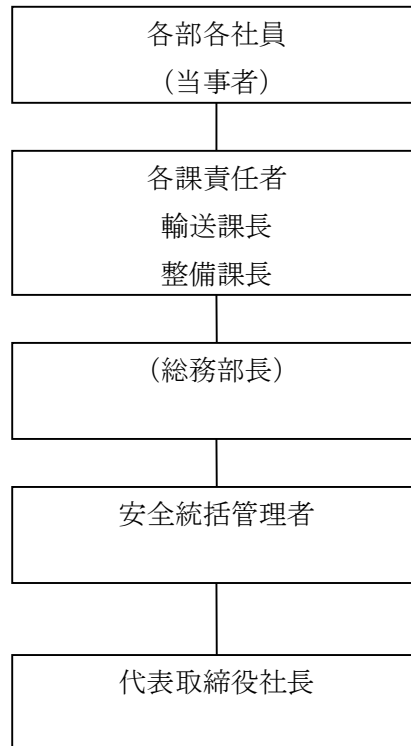 各部各社員
（当事者）
各課責任者
輸送課長
整備課長
（総務部長）
安全統括管理者
代表取締役社長